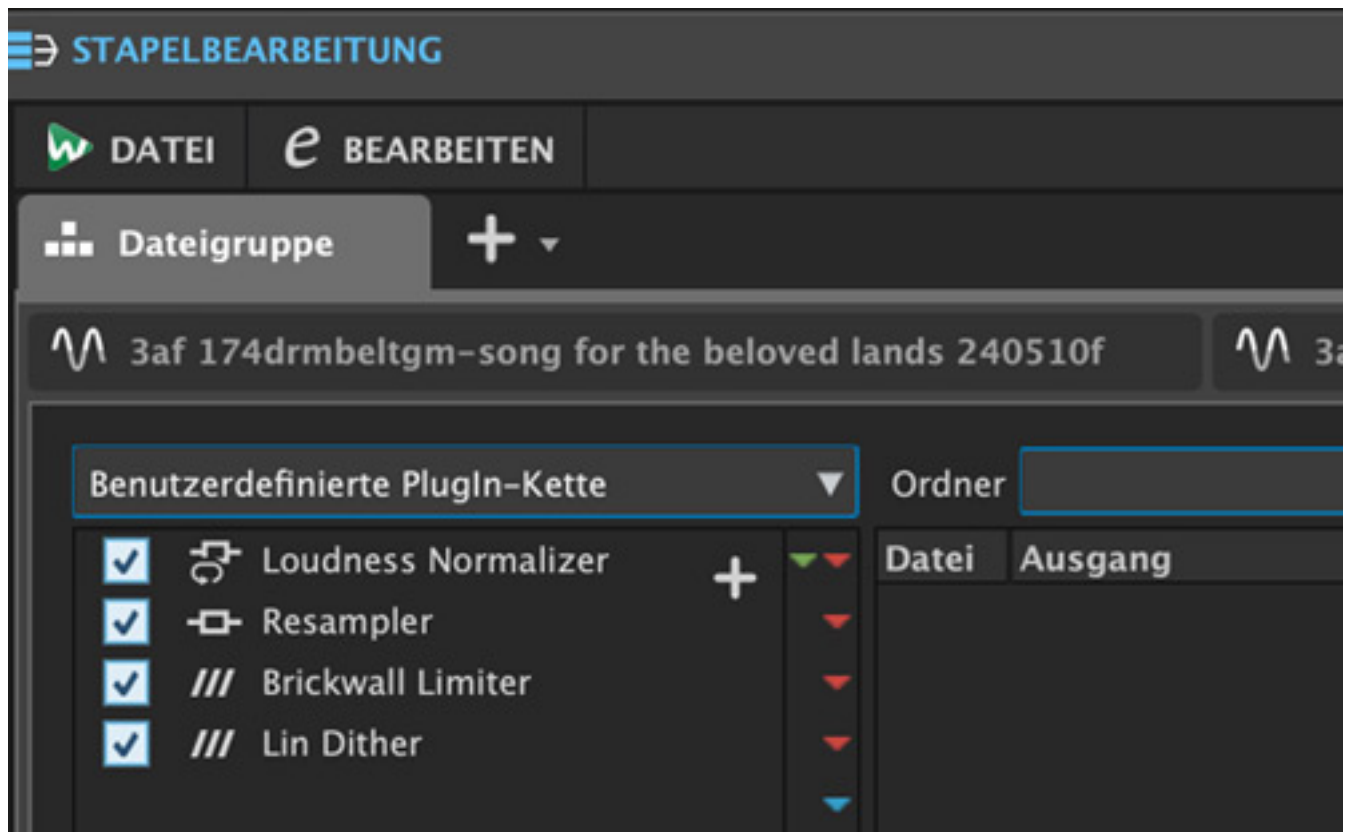 STAPELBEARBEITUNG
DATEI BEARBEITEN
Dateigruppe
3af 174drmbeltgm-song for the beloved lands 240510f 3a
Benutzerdefinierte PlugIn-Kette Ordner
Loudness Normalizer Datei Ausgang
Resampler
Brickwall Limiter
Lin Dither